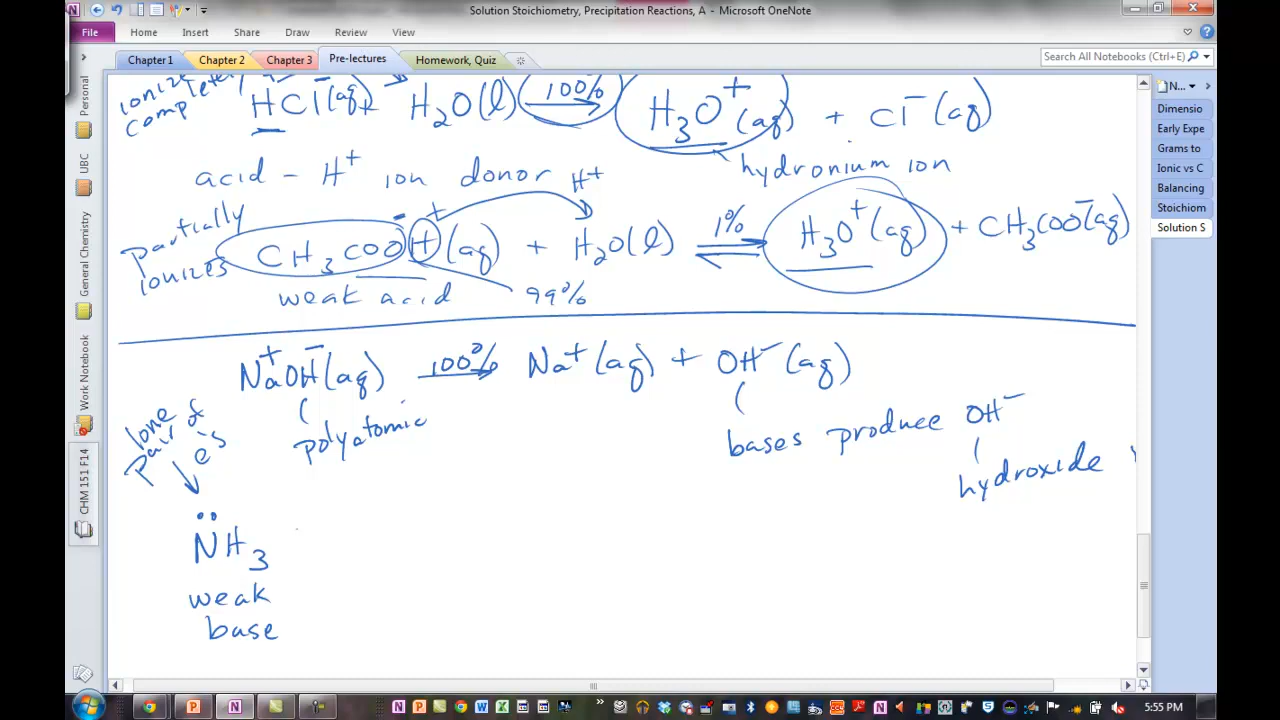 Solution Stoichiometry, Precipitation Reactions, A - Microsoft OneNote
File Home Insert Share Draw Review View
Chapter 1 Chapter 2 Chapter 3 Pre-lectures Homework, Quiz
Search All Notebooks (Ctrl+E)
N...
Dimensio
Early Expe
Grams to
Ionic vs C
Balancing
Stoichiom
Solution S
Personal
UBC
General Chemistry
Work Notebook
CHM 151 F14
ionizes completely
HCl(aq) + H₂O(l) 100% → H₃O⁺(aq) + Cl⁻(aq)
acid - H⁺ ion donor H⁺ hydronium ion
partially ionizes
CH₃COOH(aq) + H₂O(l) 1% ⇌ H₃O⁺(aq) + CH₃COO⁻(aq)
weak acid 99%
Na⁺OH⁻(aq) 100% → Na⁺(aq) + OH⁻(aq)
polyatomic
bases produce OH⁻
hydroxide
lone
pair of
e⁻'s
NH₃
weak
base
5:55 PM